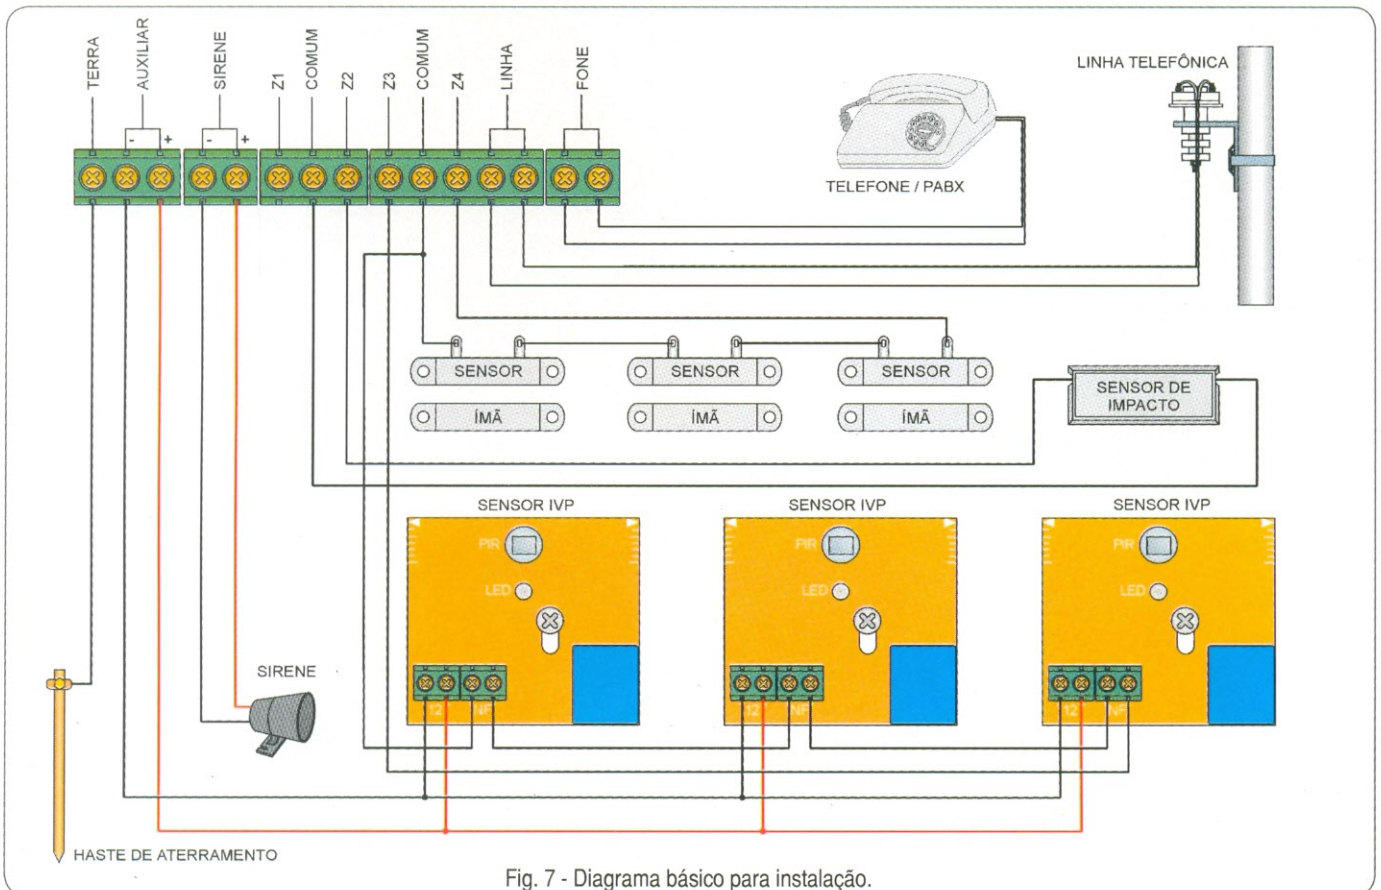 TERRA
AUXILIAR
SIRENE
Z1
COMUM
Z2
Z3
COMUM
Z4
LINHA
FONE
- +
- +
TELEFONE / PABX
LINHA TELEFÔNICA
SENSOR
SENSOR
SENSOR
ÍMÃ
ÍMÃ
ÍMÃ
SENSOR DE
IMPACTO
SENSOR IVP
SENSOR IVP
SENSOR IVP
PIR
PIR
PIR
LED
LED
LED
12 NF
12 NF
12 NF
SIRENE
HASTE DE ATERRAMENTO
Fig. 7 - Diagrama básico para instalação.